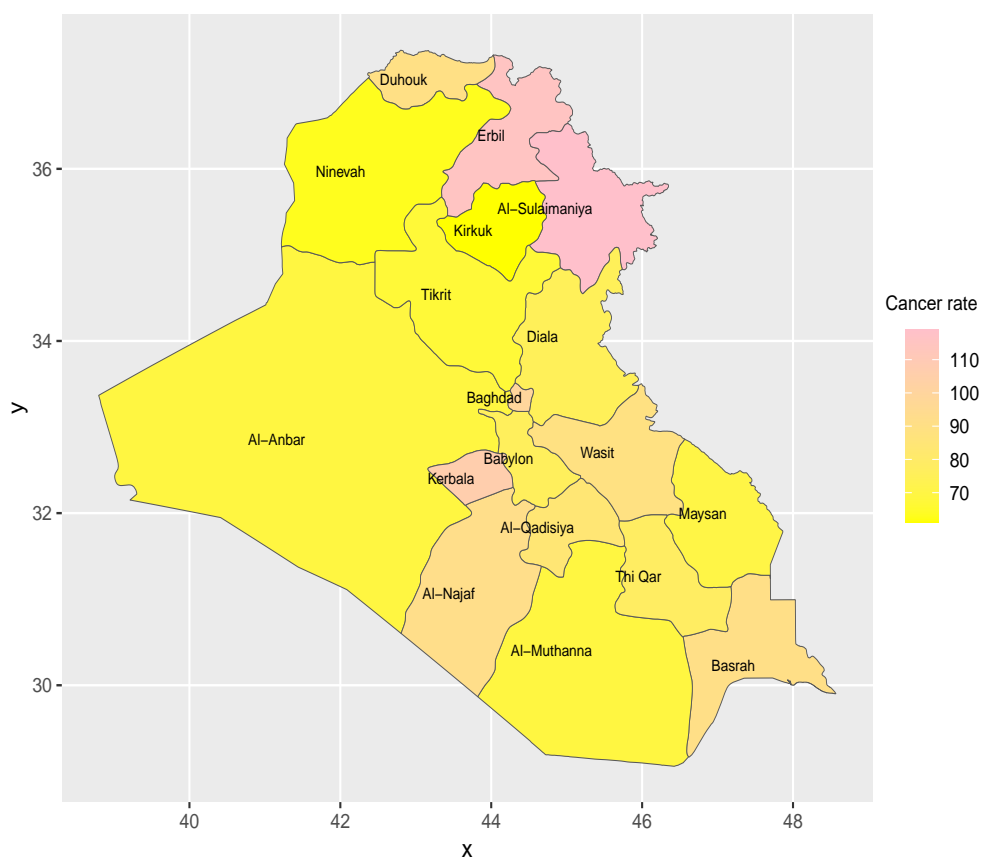 Duhouk
Erbil
Ninevah
Al−Sulaimaniya
Kirkuk
Tikrit
Diala
Baghdad
Al−Anbar
Wasit
Babylon
Kerbala
Maysan
Al−Qadisiya
Thi Qar
Al−Najaf
Al−Muthanna
Basrah
36
34
32
30
y
40 42 44 46 48
x
Cancer rate
110
100
90
80
70